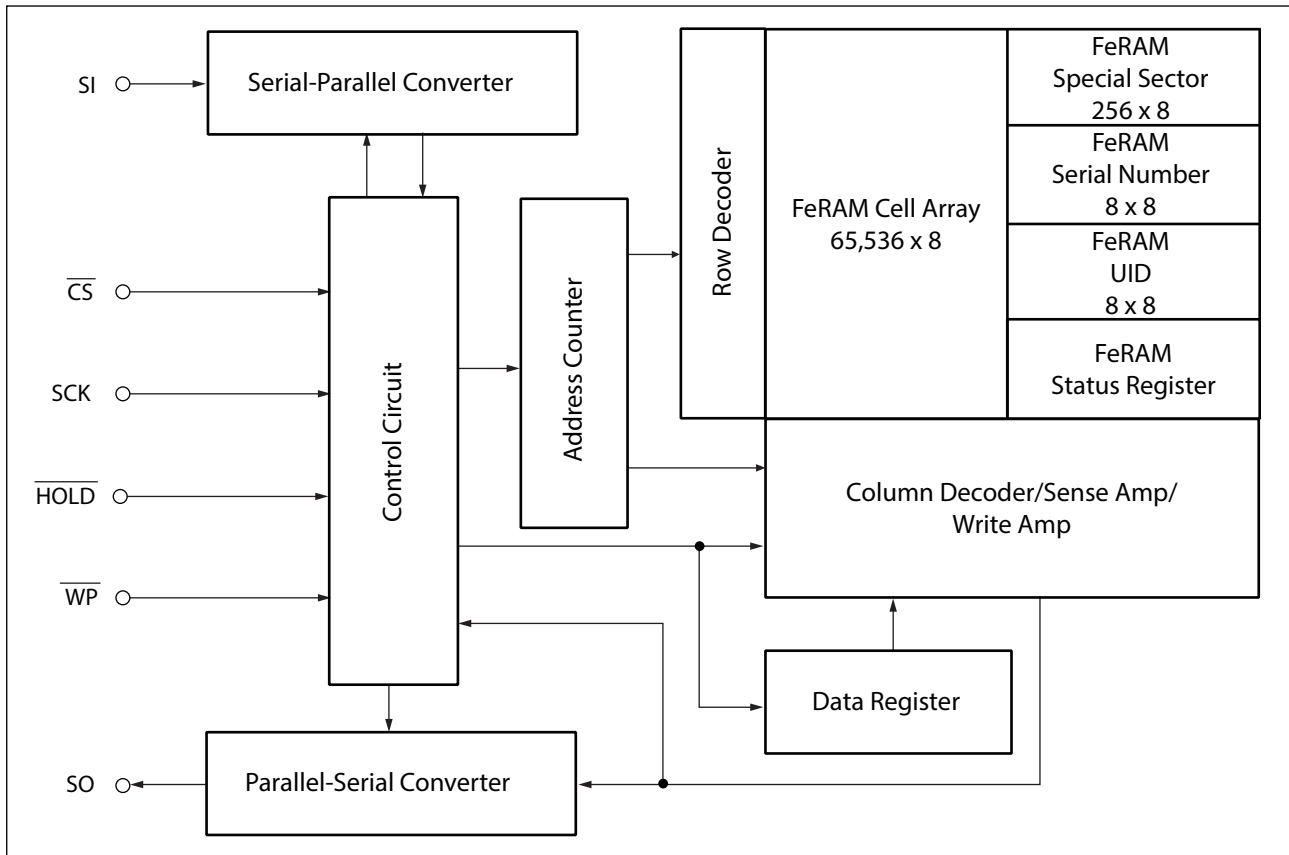 SI
Serial-Parallel Converter
CS
SCK
HOLD
WP
SO
Control Circuit
Address Counter
Row Decoder
FeRAM Cell Array
65,536 x 8
FeRAM
Special Sector
256 x 8
FeRAM
Serial Number
8 x 8
FeRAM
UID
8 x 8
FeRAM
Status Register
Column Decoder/Sense Amp/
Write Amp
Data Register
Parallel-Serial Converter